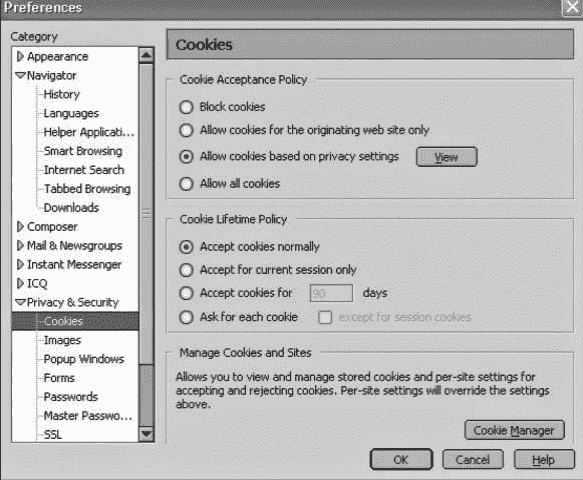 Preferences
Category
Appearance
Navigator
History
Languages
Helper Applicati...
Smart Browsing
Internet Search
Tabbed Browsing
Downloads
Composer
Mail & Newsgroups
Instant Messenger
ICQ
Privacy & Security
Cookies
Images
Popup Windows
Forms
Passwords
Master Passwo...
SSL
Cookies
Cookie Acceptance Policy
Block cookies
Allow cookies for the originating web site only
Allow cookies based on privacy settings View
Allow all cookies
Cookie Lifetime Policy
Accept cookies normally
Accept for current session only
Accept cookies for 90 days
Ask for each cookie except for session cookies
Manage Cookies and Sites
Allows you to view and manage stored cookies and per-site settings for
accepting and rejecting cookies. Per-site settings will override the settings
above.
Cookie Manager
OK Cancel Help